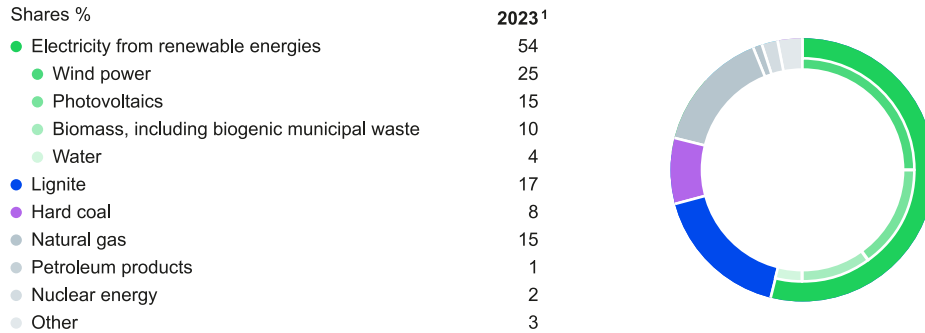 Shares % 2023¹
Electricity from renewable energies 54
Wind power 25
Photovoltaics 15
Biomass, including biogenic municipal waste 10
Water 4
Lignite 17
Hard coal 8
Natural gas 15
Petroleum products 1
Nuclear energy 2
Other 3